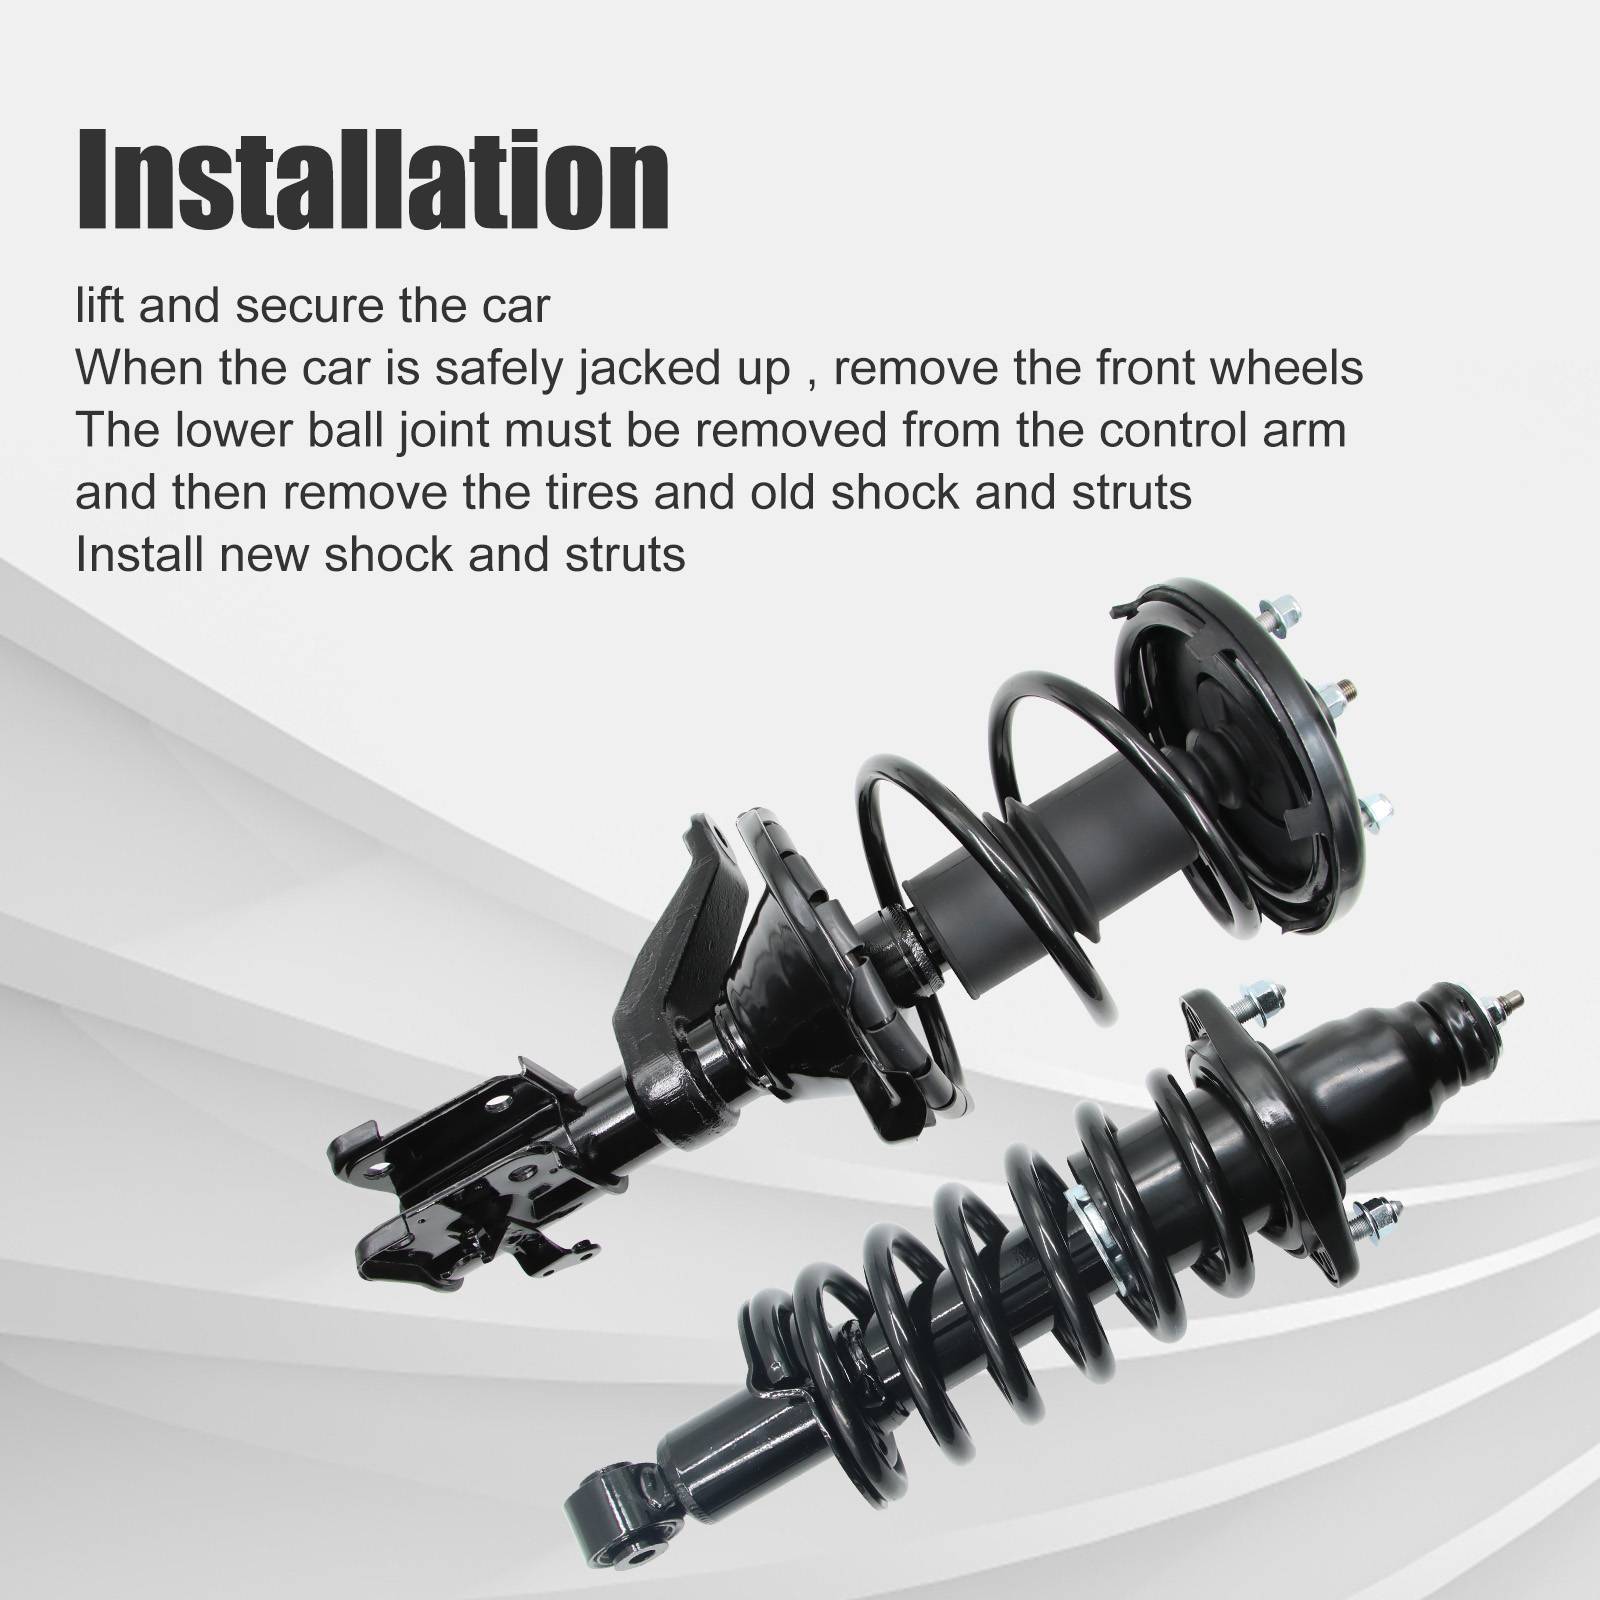 Installation
lift and secure the car
When the car is safely jacked up , remove the front wheels
The lower ball joint must be removed from the control arm
and then remove the tires and old shock and struts
Install new shock and struts